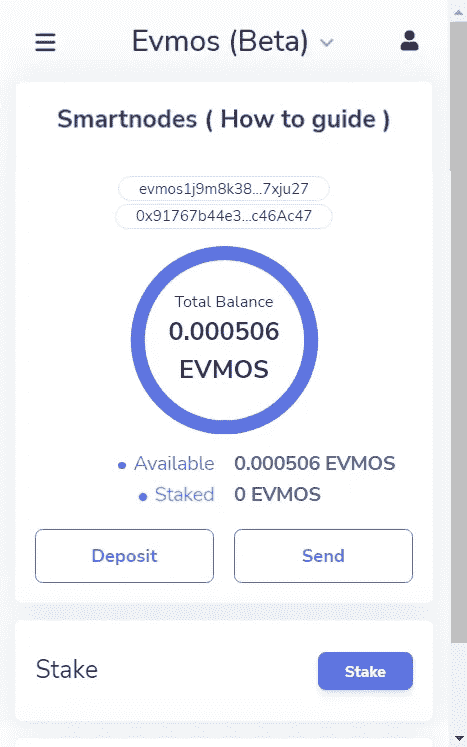 Evmos (Beta)
Smartnodes ( How to guide )
evmos1j9m8k38...7xju27
0x91767b44e3...c46Ac47
Total Balance
0.000506
EVMOS
Available 0.000506 EVMOS
Staked 0 EVMOS
Deposit Send
Stake Stake